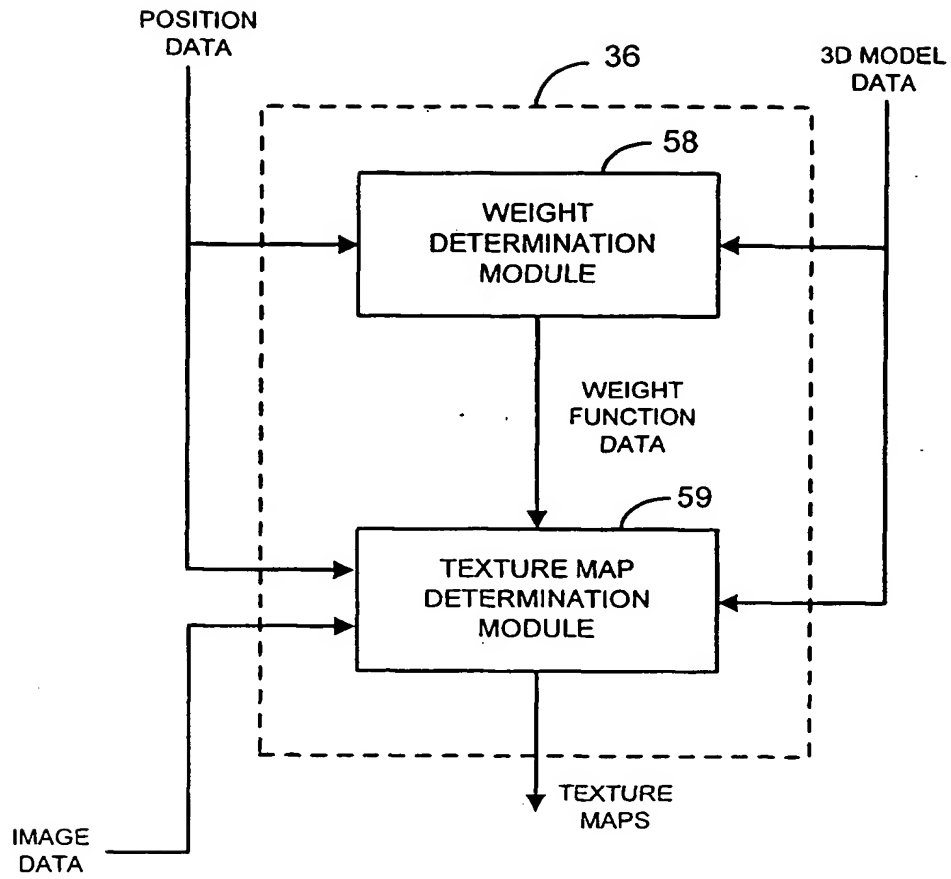 POSITION
DATA
36
3D MODEL
DATA
58
WEIGHT
DETERMINATION
MODULE
WEIGHT
FUNCTION
DATA
59
TEXTURE MAP
DETERMINATION
MODULE
TEXTURE
MAPS
IMAGE
DATA